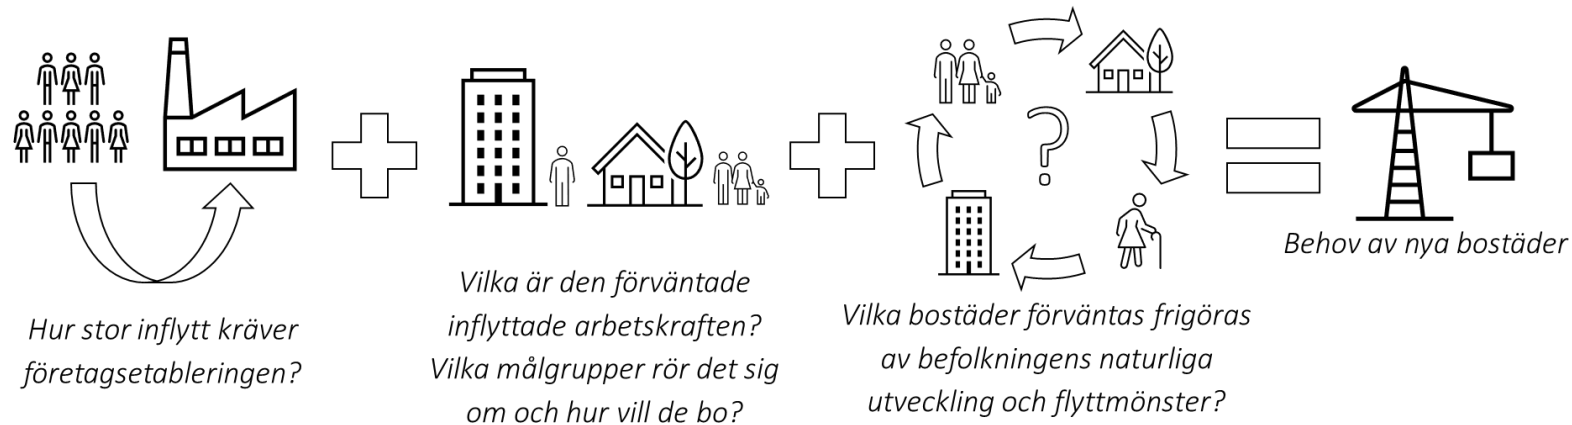 Hur stor inflytt kräver
företagsetableringen?
Vilka är den förväntade
inflyttade arbetskraften?
Vilka målgrupper rör det sig
om och hur vill de bo?
?
Vilka bostäder förväntas frigöras
av befolkningens naturliga
utveckling och flyttmönster?
Behov av nya bostäder